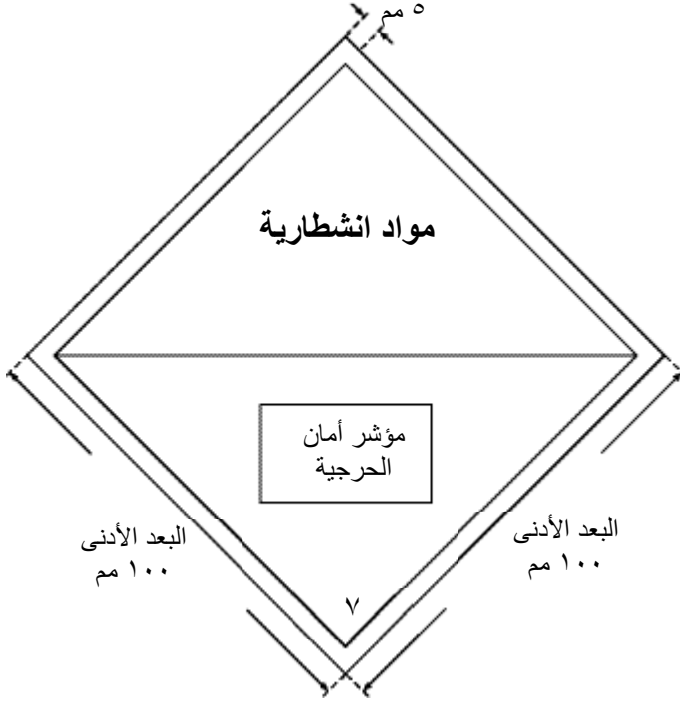 ٥ مم
مواد انشطارية
مؤشر أمان
الحرجية
البعد الأدنى
١٠٠ مم
البعد الأدنى
١٠٠ مم
٧